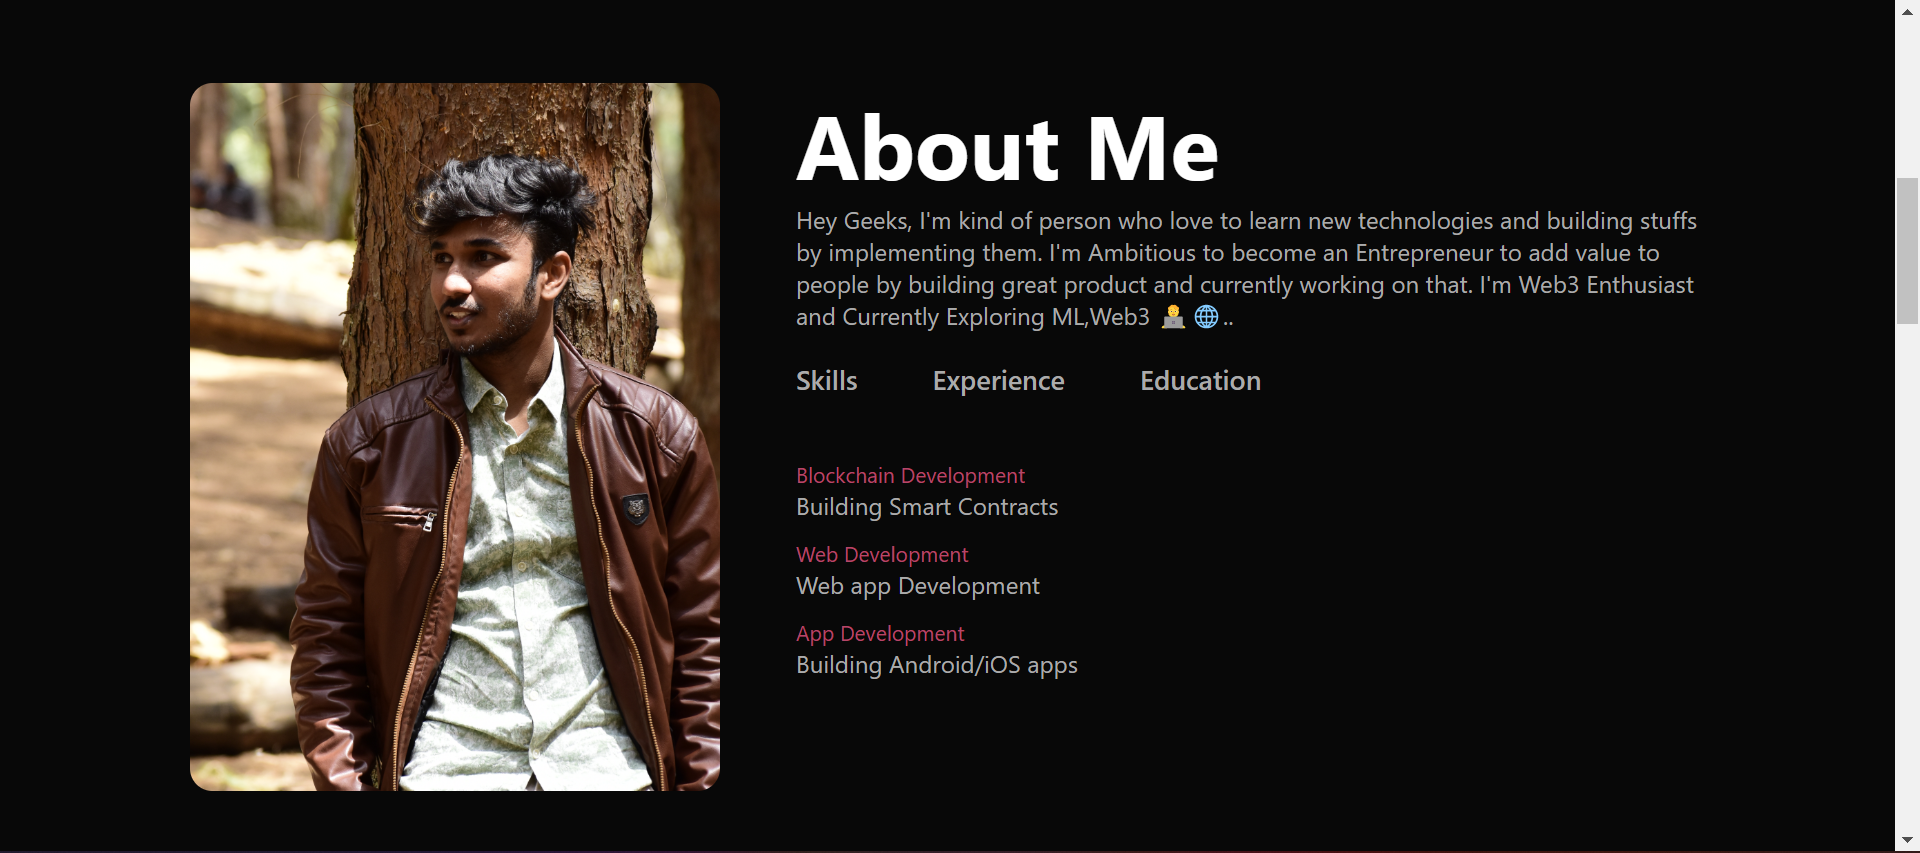 About Me
Hey Geeks, I'm kind of person who love to learn new technologies and building stuffs
by implementing them. I'm Ambitious to become an Entrepreneur to add value to
people by building great product and currently working on that. I'm Web3 Enthusiast
and Currently Exploring ML,Web3 👨‍💻 🌐..
Skills Experience Education
Blockchain Development
Building Smart Contracts
Web Development
Web app Development
App Development
Building Android/iOS apps